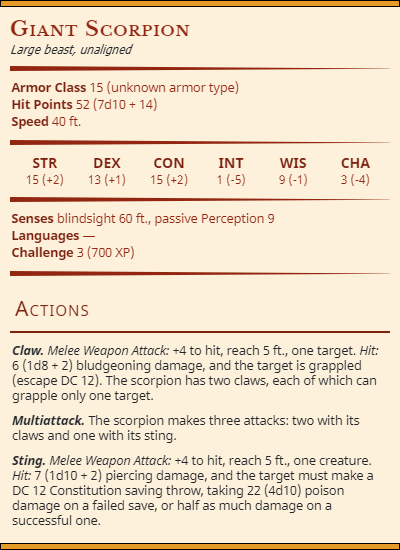 Giant Scorpion
Large beast, unaligned
Armor Class 15 (unknown armor type)
Hit Points 52 (7d10 + 14)
Speed 40 ft.
STR DEX CON INT WIS CHA
15 (+2) 13 (+1) 15 (+2) 1 (-5) 9 (-1) 3 (-4)
Senses blindsight 60 ft., passive Perception 9
Languages —
Challenge 3 (700 XP)
Actions
Claw. Melee Weapon Attack: +4 to hit, reach 5 ft., one target. Hit:
6 (1d8 + 2) bludgeoning damage, and the target is grappled
(escape DC 12). The scorpion has two claws, each of which can
grapple only one target.
Multiattack. The scorpion makes three attacks: two with its
claws and one with its sting.
Sting. Melee Weapon Attack: +4 to hit, reach 5 ft., one creature.
Hit: 7 (1d10 + 2) piercing damage, and the target must make a
DC 12 Constitution saving throw, taking 22 (4d10) poison
damage on a failed save, or half as much damage on a
successful one.